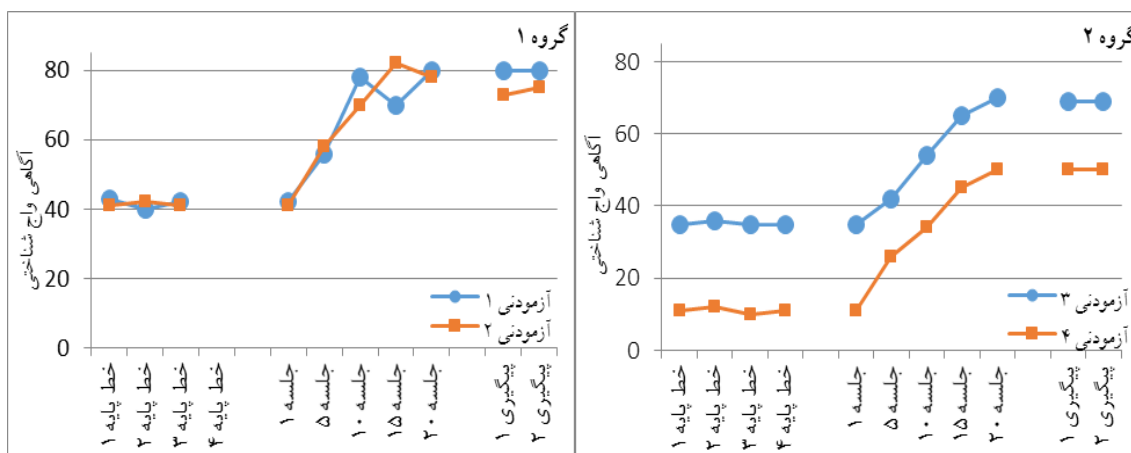 گروه ۱
آگاهی واج شناختی
80
60
40
20
0
آزمودنی ۱
آزمودنی ۲
خط پایه ۱
خط پایه ۲
خط پایه ۳
خط پایه ۴
جلسه ۱
جلسه ۵
جلسه ۱۰
جلسه ۱۵
جلسه ۲۰
پیگیری ۱
پیگیری ۲
گروه ۲
آگاهی واج شناختی
80
60
40
20
0
آزمودنی ۳
آزمودنی ۴
خط پایه ۱
خط پایه ۲
خط پایه ۳
خط پایه ۴
جلسه ۱
جلسه ۵
جلسه ۱۰
جلسه ۱۵
جلسه ۲۰
پیگیری ۱
پیگیری ۲